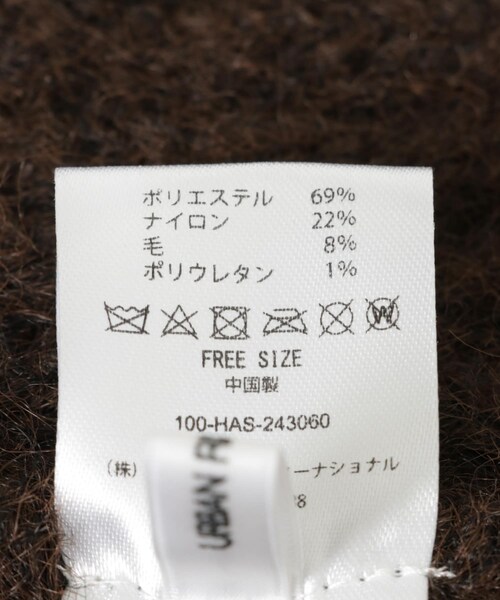 ポリエステル 69%
ナイロン 22%
毛 8%
ポリウレタン 1%
W
FREE SIZE
中国製
100-HAS-243060
(株) ーナショナル
8
URBAN